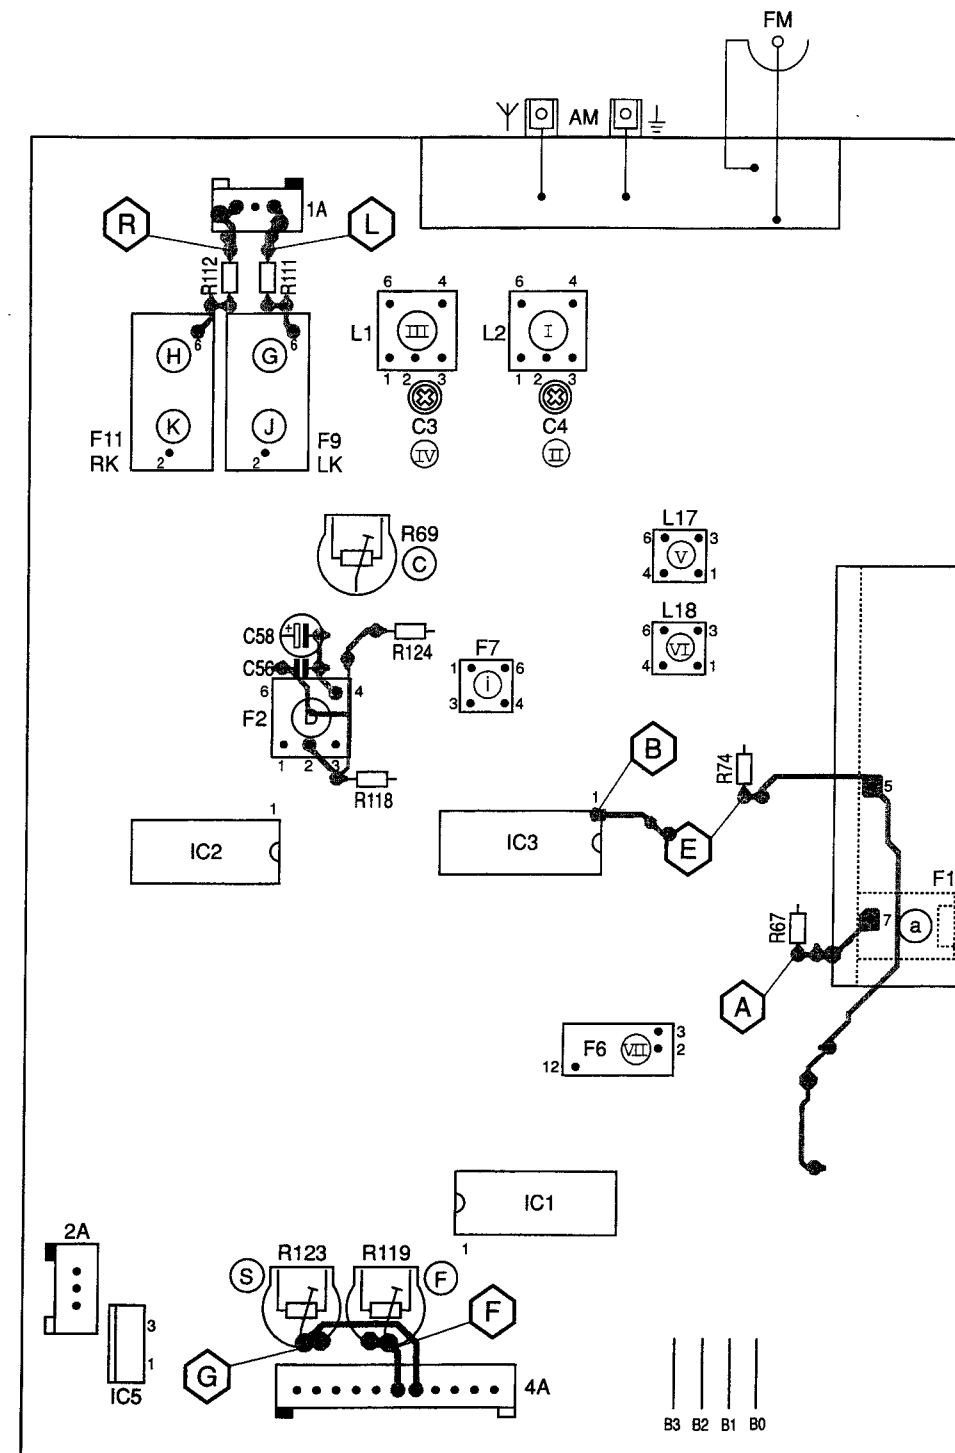 FM
AM
1A
R
L
R112
R111
6
4
6
4
L1
III
L2
I
6
6
H
G
1
2
3
1
2
3
K
J
C3
C4
F11
RK
2
2
F9
LK
IV
II
R69
C
L17
6
3
V
4
1
L18
6
3
VI
4
1
C58
+
C56
R124
F7
1
6
i
3
4
6
4
F2
D
1
2
3
R118
B
R74
5
1
1
IC2
IC3
E
F1
R67
7
a
A
F6
VII
3
2
12
IC1
1
2A
R123
R119
S
F
3
1
IC5
F
G
4A
B3
B2
B1
B0